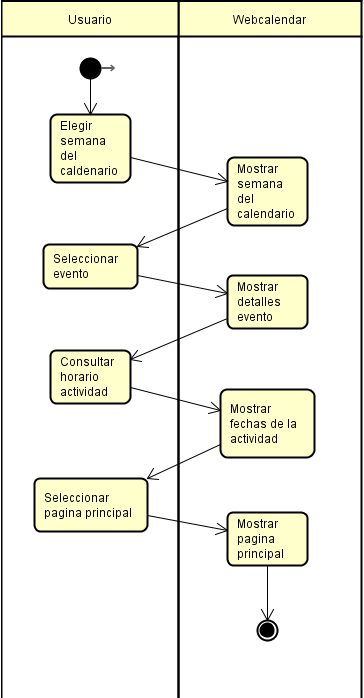 Usuario
Webcalendar
Elegir
semana
del
caldenario
Mostrar
semana
del
calendario
Seleccionar
evento
Mostrar
detalles
evento
Consultar
horario
actividad
Mostrar
fechas de la
actividad
Seleccionar
pagina principal
Mostrar
pagina
principal